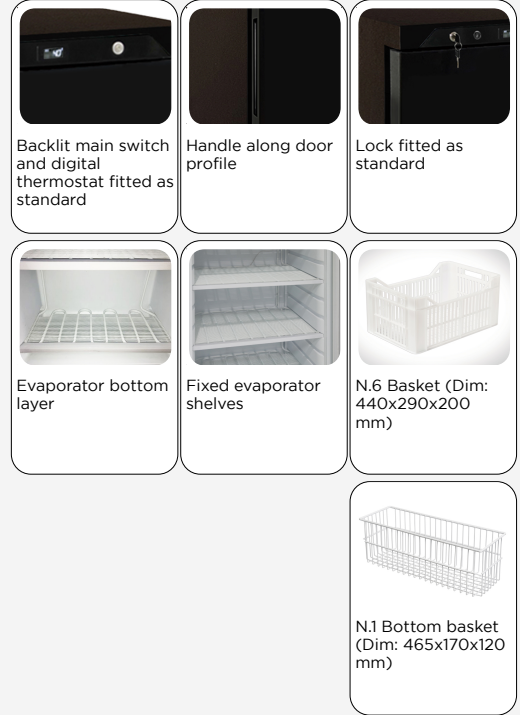 Backlit main switch
and digital
thermostat fitted as
standard
Handle along door
profile
Lock fitted as
standard
Evaporator bottom
layer
Fixed evaporator
shelves
N.6 Basket (Dim:
440x290x200
mm)
N.1 Bottom basket
(Dim: 465x170x120
mm)